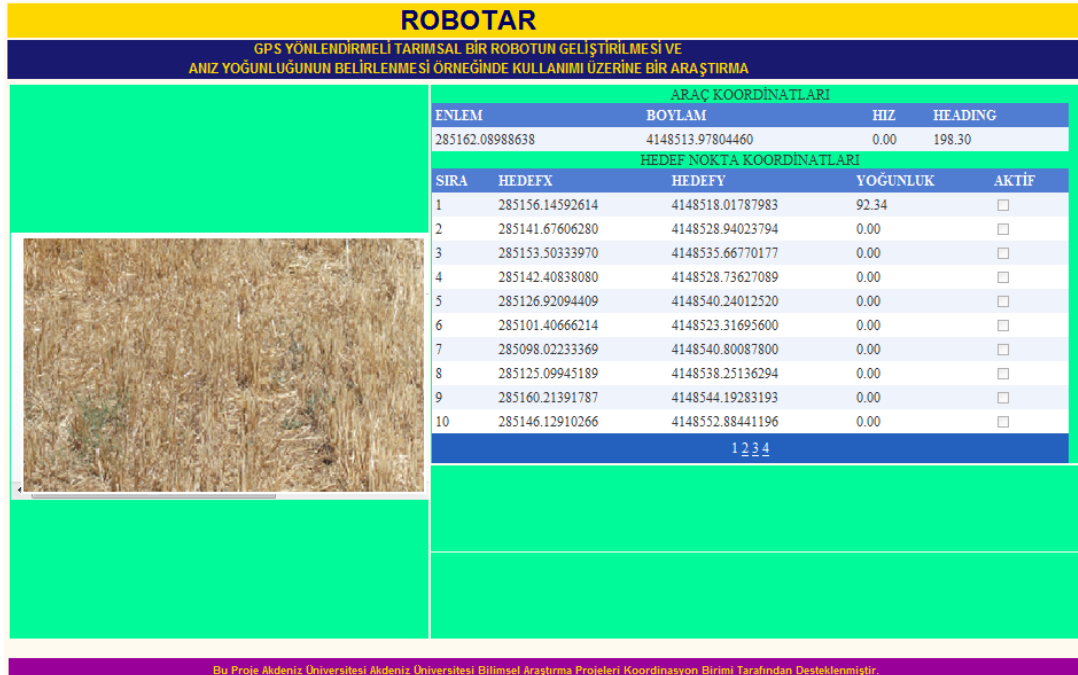 ROBOTAR
GPS YÖNLENDİRMELİ TARIMSAL BİR ROBOTUN GELİŞTİRİLMESİ VE
ANIZ YOĞUNLUĞUNUN BELİRLENMESİ ÖRNEĞİNDE KULLANIMI ÜZERİNE BİR ARAŞTIRMA
ARAÇ KOORDİNATLARI
ENLEM BOYLAM HIZ HEADING
285162.08988638 4148513.97804460 0.00 198.30
HEDEF NOKTA KOORDİNATLARI
SIRA HEDEFX HEDEFY YOĞUNLUK AKTİF
1 285156.14592614 4148518.01787983 92.34
2 285141.67606280 4148528.94023794 0.00
3 285153.50333970 4148535.66770177 0.00
4 285142.40838080 4148528.73627089 0.00
5 285126.92094409 4148540.24012520 0.00
6 285101.40666214 4148523.31695600 0.00
7 285098.02233369 4148540.80087800 0.00
8 285125.09945189 4148538.25136294 0.00
9 285160.21391787 4148544.19283193 0.00
10 285146.12910266 4148552.88441196 0.00
1 2 3 4
Bu Proje Akdeniz Üniversitesi Akdeniz Üniversitesi Bilimsel Araştırma Projeleri Koordinasyon Birimi Tarafından Desteklenmiştir.